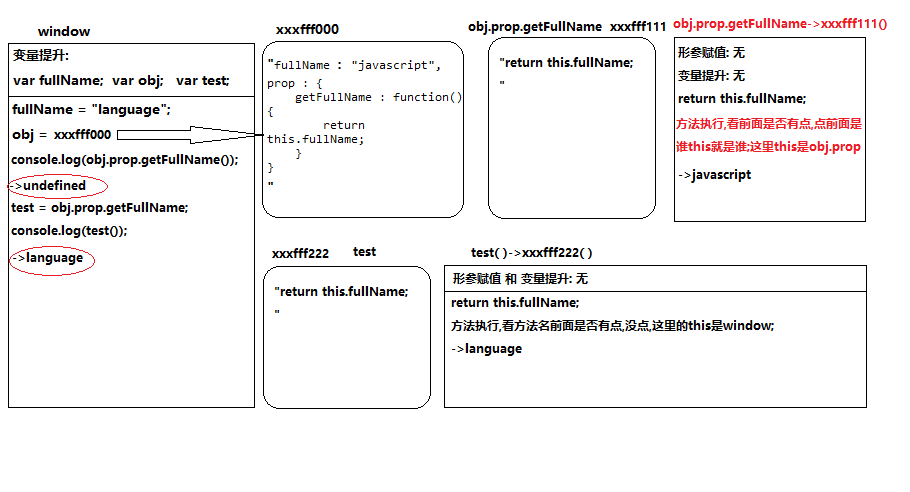 window
变量提升:
var fullName; var obj; var test;
fullName = "language";
obj = xxxfff000
console.log(obj.prop.getFullName());
->undefined
test = obj.prop.getFullName;
console.log(test());
->language
xxxfff000
"fullName : "javascript",
prop : {
getFullName : function()
{
return
this.fullName;
}
}
"
obj.prop.getFullName xxxfff111
"return this.fullName;
"
obj.prop.getFullName->xxxfff111()
形参赋值: 无
变量提升: 无
return this.fullName;
方法执行,看前面是否有点,点前面是
谁this就是谁;这里this是obj.prop
->javascript
xxxfff222 test
"return this.fullName;
"
test()->xxxfff222( )
形参赋值 和 变量提升: 无
return this.fullName;
方法执行,看方法名前面是否有点,没点,这里的this是window;
->language